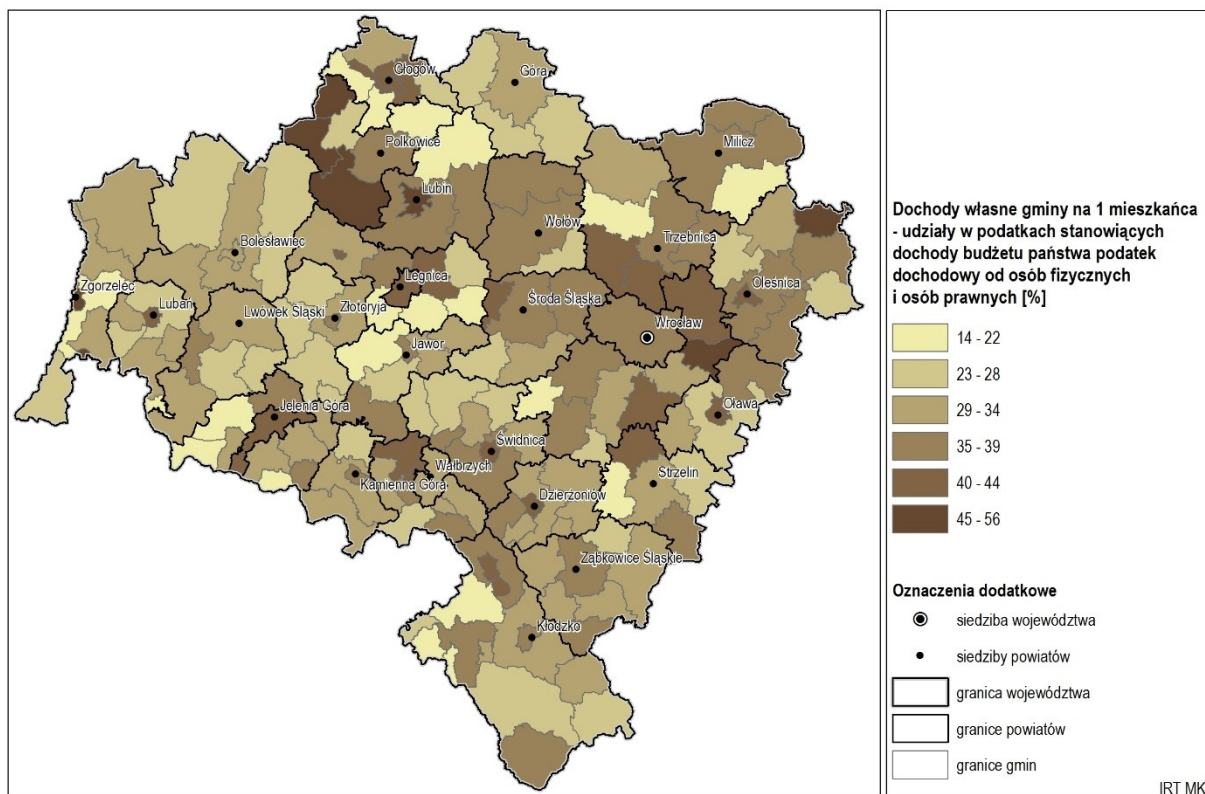 Głogów
Góra
Polkowice
Milicz
Lubin
Wołów
Trzebnica
Bolesławiec
Legnica
Oleśnica
Zgorzelec
Lubań
Lwówek Śląski
Złotoryja
Środa Śląska
Wrocław
Jawor
Jelenia Góra
Oława
Świdnica
Wałbrzych
Kamienna Góra
Strzelin
Dzierżoniów
Ząbkowice Śląskie
Kłodzko
Dochody własne gminy na 1 mieszkańca
- udziały w podatkach stanowiących
dochody budżetu państwa podatek
dochodowy od osób fizycznych
i osób prawnych [%]
14 - 22
23 - 28
29 - 34
35 - 39
40 - 44
45 - 56
Oznaczenia dodatkowe
siedziba województwa
siedziby powiatów
granica województwa
granice powiatów
granice gmin
IRT MK